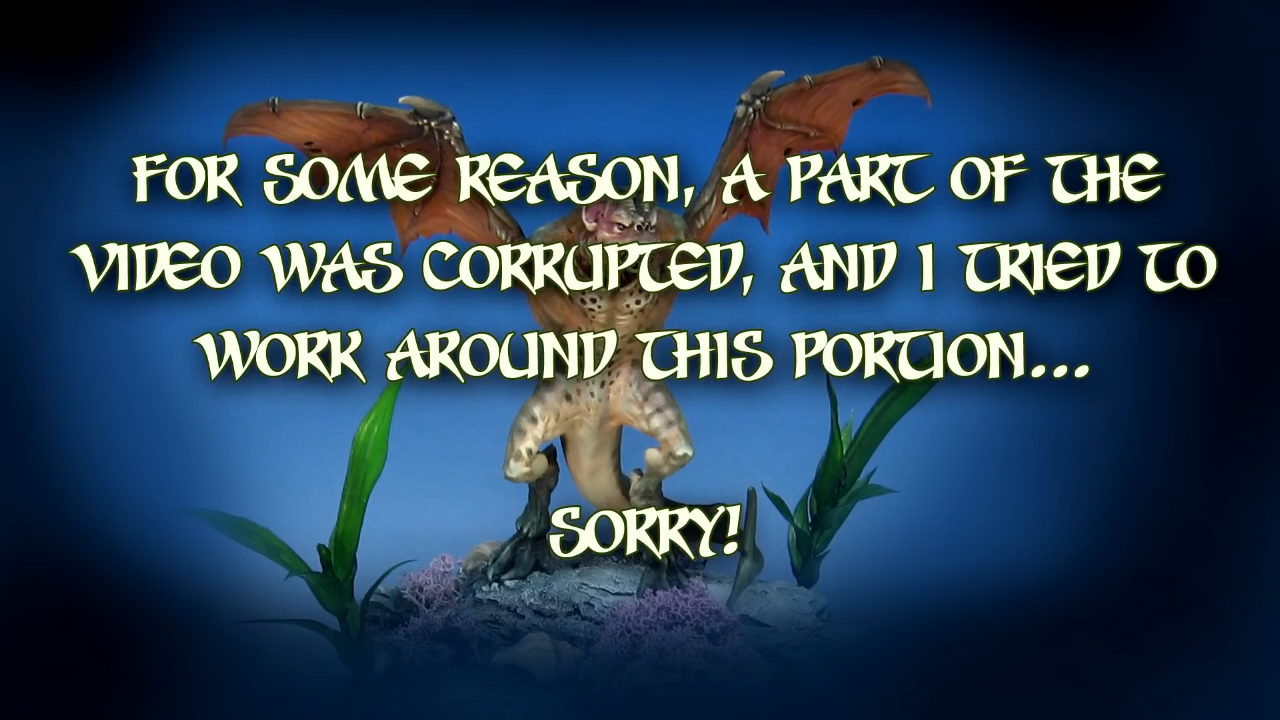 FOR SOME REASON, A PART OF THE
VIDEO WAS CORRUPTED, AND I TRIED TO
WORK AROUND THIS PORTION...
SORRY!